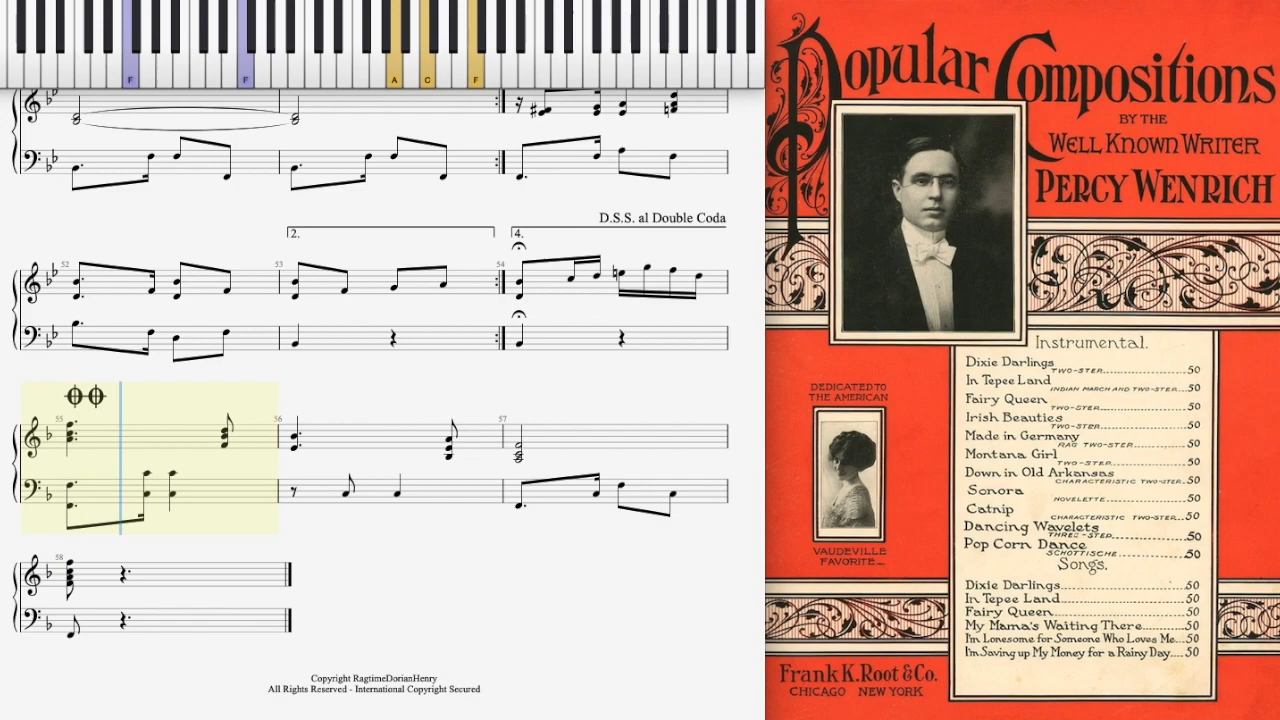 F
F
A
C
F
D.S.S. al Double Coda
2.
4.
52
53
54
55
56
57
58
Copyright RagtimeDorianHenry
All Rights Reserved - International Copyright Secured
Popular Compositions
BY THE
WELL KNOWN WRITER
PERCY WENRICH
DEDICATED TO
THE AMERICAN
VAUDEVILLE
FAVORITE
Instrumental.
Dixie Darlings TWO-STEP 50
In Tepee Land INDIAN MARCH AND TWO-STEP 50
Fairy Queen TWO-STEP 50
Irish Beauties TWO-STEP 50
Made in Germany RAG TWO-STEP 50
Montana Girl TWO-STEP 50
Down in Old Arkansas CHARACTERISTIC TWO-STEP 50
Sonora NOVELETTE 50
Catnip CHARACTERISTIC TWO-STEP 50
Dancing Wavelets THREE-STEP 50
Pop Corn Dance SCHOTTISCHE 50
Songs.
Dixie Darlings 50
In Tepee Land 50
Fairy Queen 50
My Mama's Waiting There 50
I'm Lonesome for Someone Who Loves Me 50
I'm Saving up My Money for a Rainy Day 50
Frank K. Root & Co.
CHICAGO NEW YORK